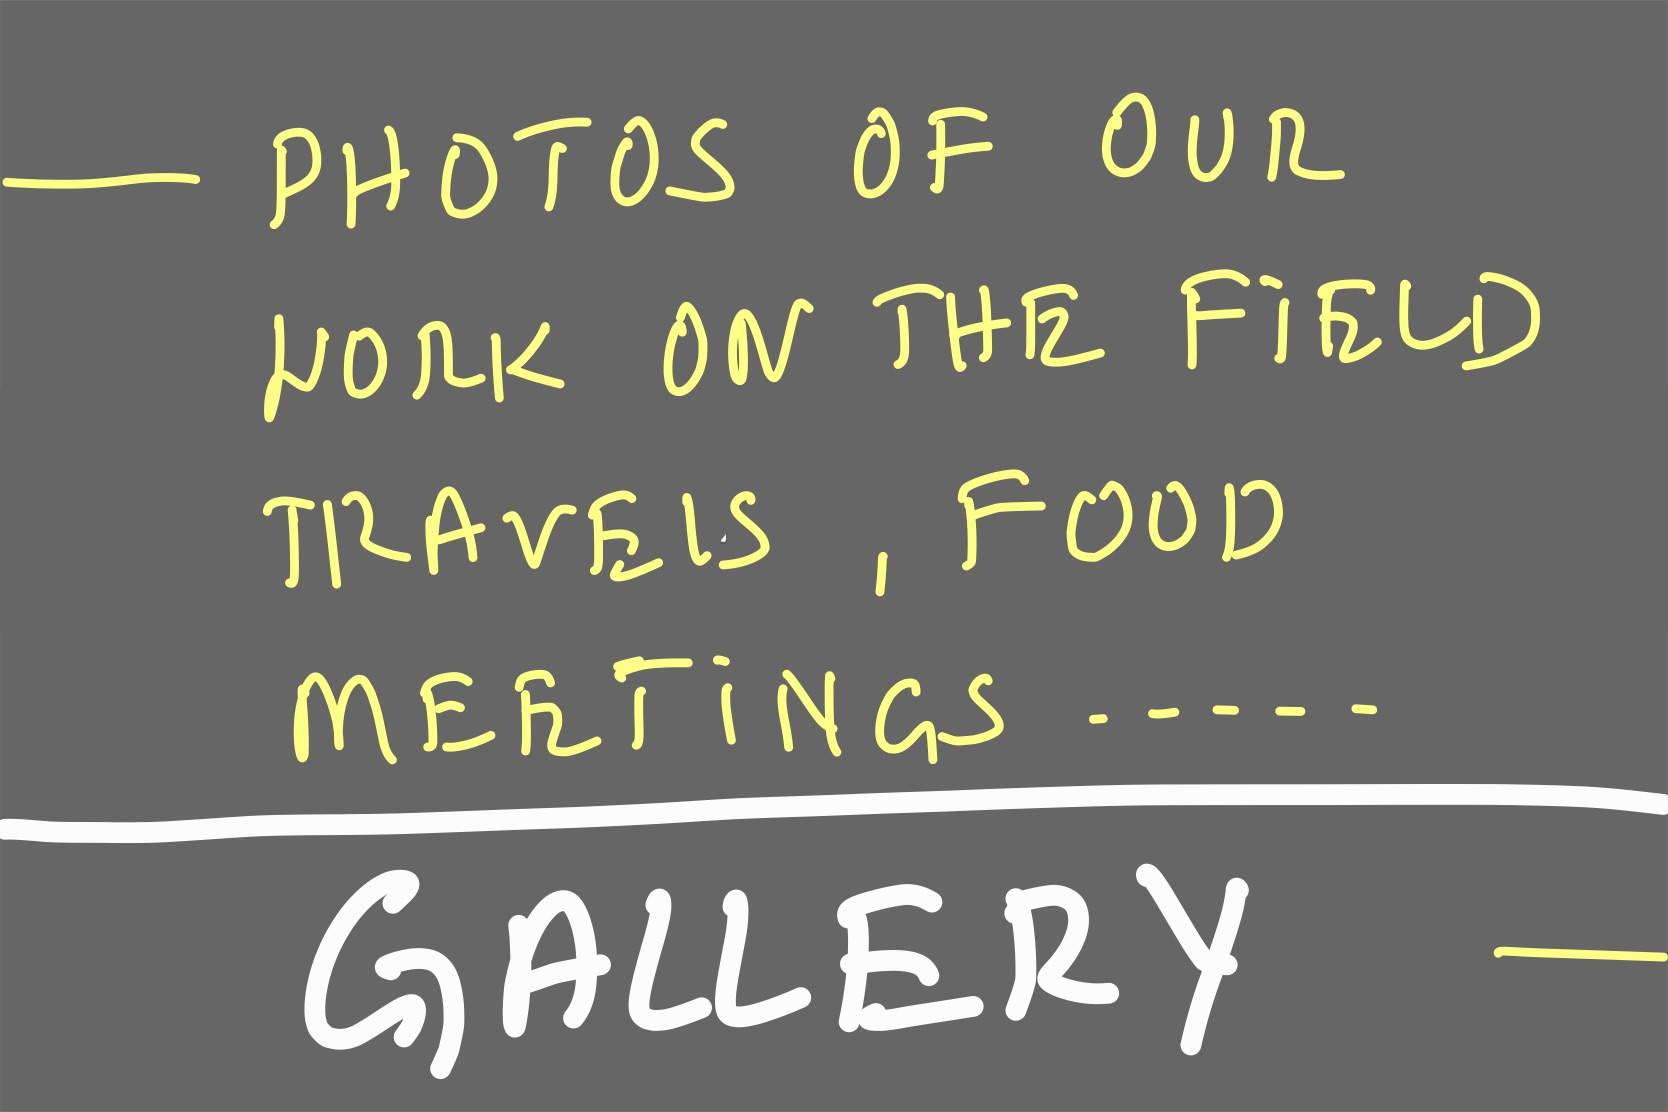 PHOTOS OF OUR
WORK ON THE FIELD
TRAVELS , FOOD
MEETINGS -----
GALLERY